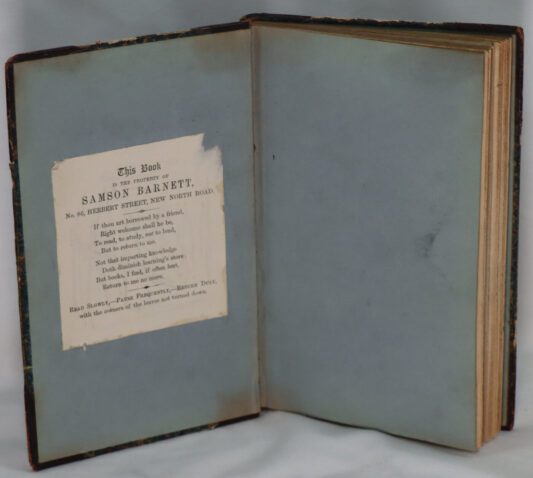 This Book
IS THE PROPERTY OF
SAMSON BARNETT,
No. 86, HERBERT STREET, NEW NORTH ROAD.
If thou art borrowed by a friend,
Right welcome shall he be,
To read, to study, not to lend,
But to return to me.
Not that imparting knowledge
Doth diminish learning's store;
But books, I find, if often lent,
Return to me no more.
READ SLOWLY,—PAUSE FREQUENTLY,—RETURN DULY,
with the corners of the leaves not turned down.